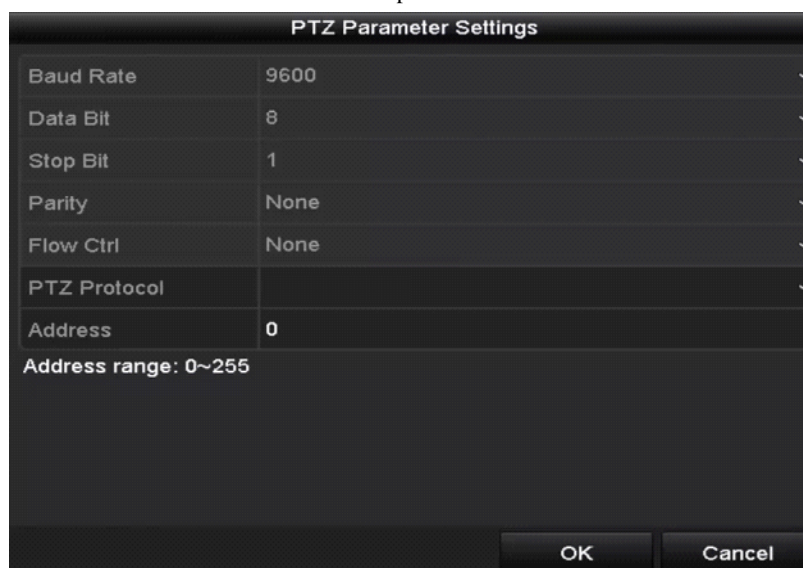 PTZ Parameter Settings
Baud Rate 9600
Data Bit 8
Stop Bit 1
Parity None
Flow Ctrl None
PTZ Protocol
Address 0
Address range: 0~255
OK Cancel